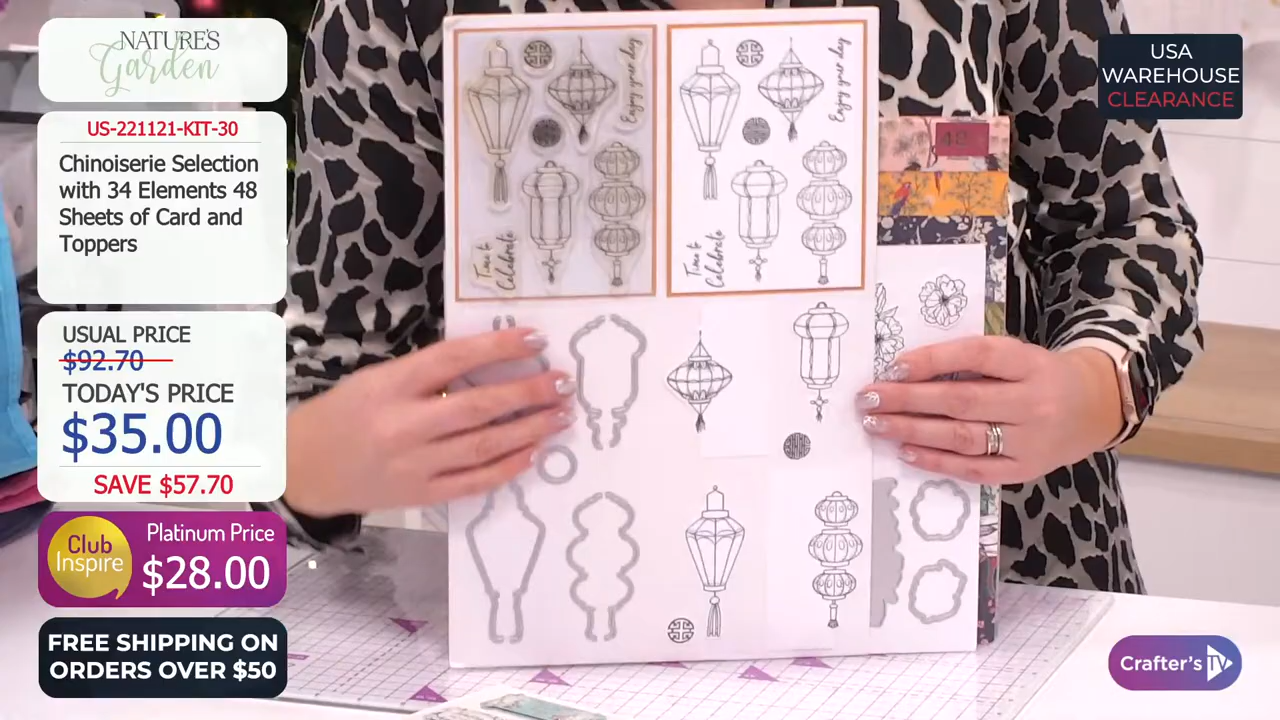 NATURE'S
Garden
US-221121-KIT-30
Chinoiserie Selection
with 34 Elements 48
Sheets of Card and
Toppers
USUAL PRICE
$92.70
TODAY'S PRICE
$35.00
SAVE $57.70
Club
Inspire
Platinum Price
$28.00
FREE SHIPPING ON
ORDERS OVER $50
Enjoy your day
Time to
Celebrate
Enjoy your day
Time to
Celebrate
48
USA
WAREHOUSE
CLEARANCE
Crafter's TV